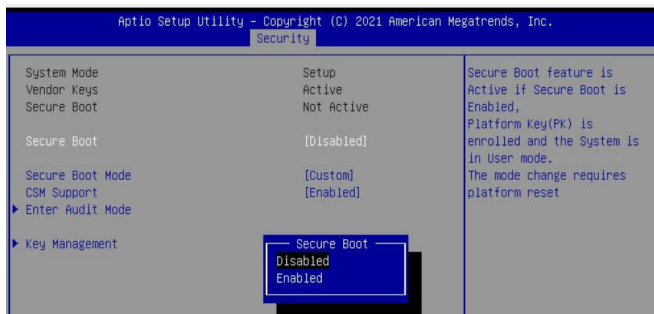 Aptio Setup Utility – Copyright (C) 2021 American Megatrends, Inc.
Security
System Mode Setup
Vendor Keys Active
Secure Boot Not Active
Secure Boot [Disabled]
Secure Boot Mode [Custom]
CSM Support [Enabled]
Enter Audit Mode
Key Management
Secure Boot
Disabled
Enabled
Secure Boot feature is
Active if Secure Boot is
Enabled,
Platform Key(PK) is
enrolled and the System is
in User mode.
The mode change requires
platform reset